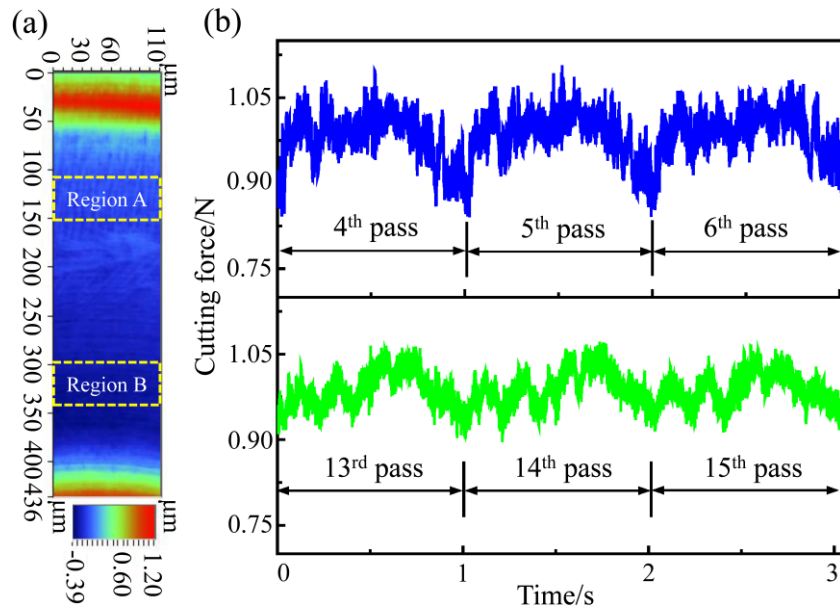 (a)
0 30 60 110
μm
0
50
100
150
200
250
300
350
400
436
Region A
Region B
μm
μm
-0.39
0.60
1.20
(b)
Cutting force/N
1.05
0.90
0.75
4th pass
5th pass
6th pass
1.05
0.90
0.75
13rd pass
14th pass
15th pass
0 1 2 3
Time/s